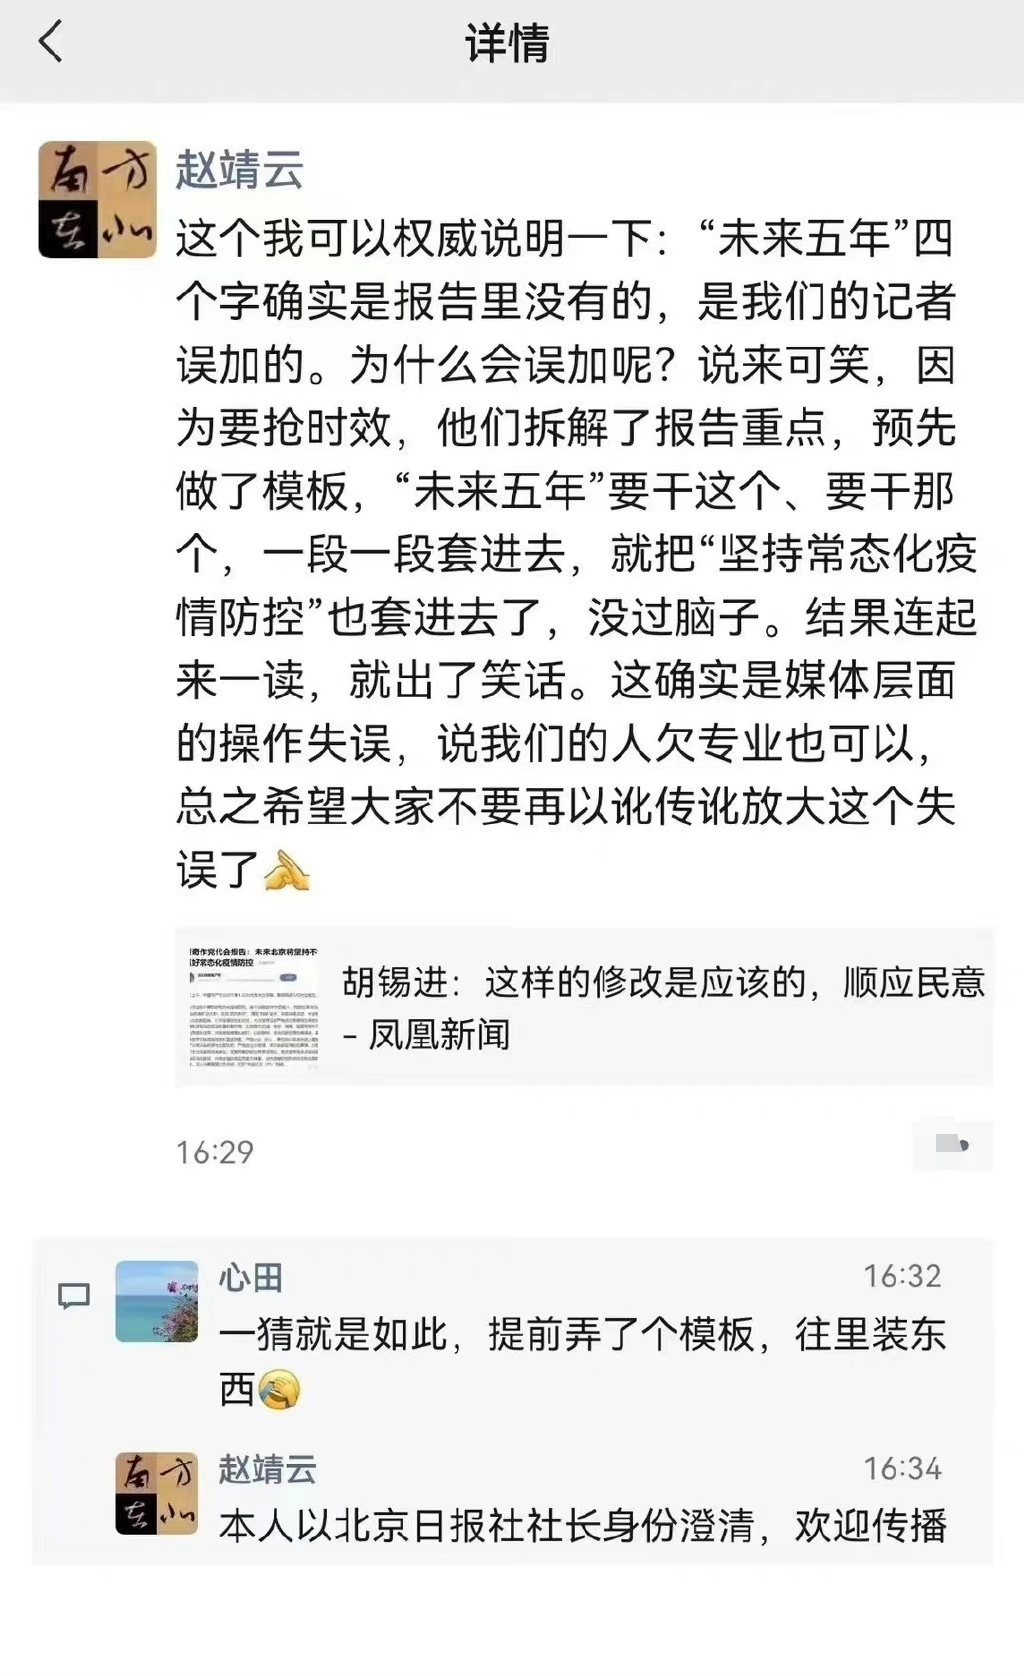 详情
赵靖云
这个我可以权威说明一下：“未来五年”四
个字确实是报告里没有的，是我们的记者
误加的。为什么会误加呢？说来可笑，因
为要抢时效，他们拆解了报告重点，预先
做了模板，“未来五年”要干这个、要干那
个，一段一段套进去，就把“坚持常态化疫
情防控”也套进去了，没过脑子。结果连起
来一读，就出了笑话。这确实是媒体层面
的操作失误，说我们的人欠专业也可以，
总之希望大家不要再以讹传讹放大这个失
误了
奇作党代会报告：未来北京将坚持不
好常态化疫情防控
胡锡进：这样的修改是应该的，顺应民意
- 凤凰新闻
16:29
心田 16:32
一猜就是如此，提前弄了个模板，往里装东
西
赵靖云 16:34
本人以北京日报社社长身份澄清，欢迎传播